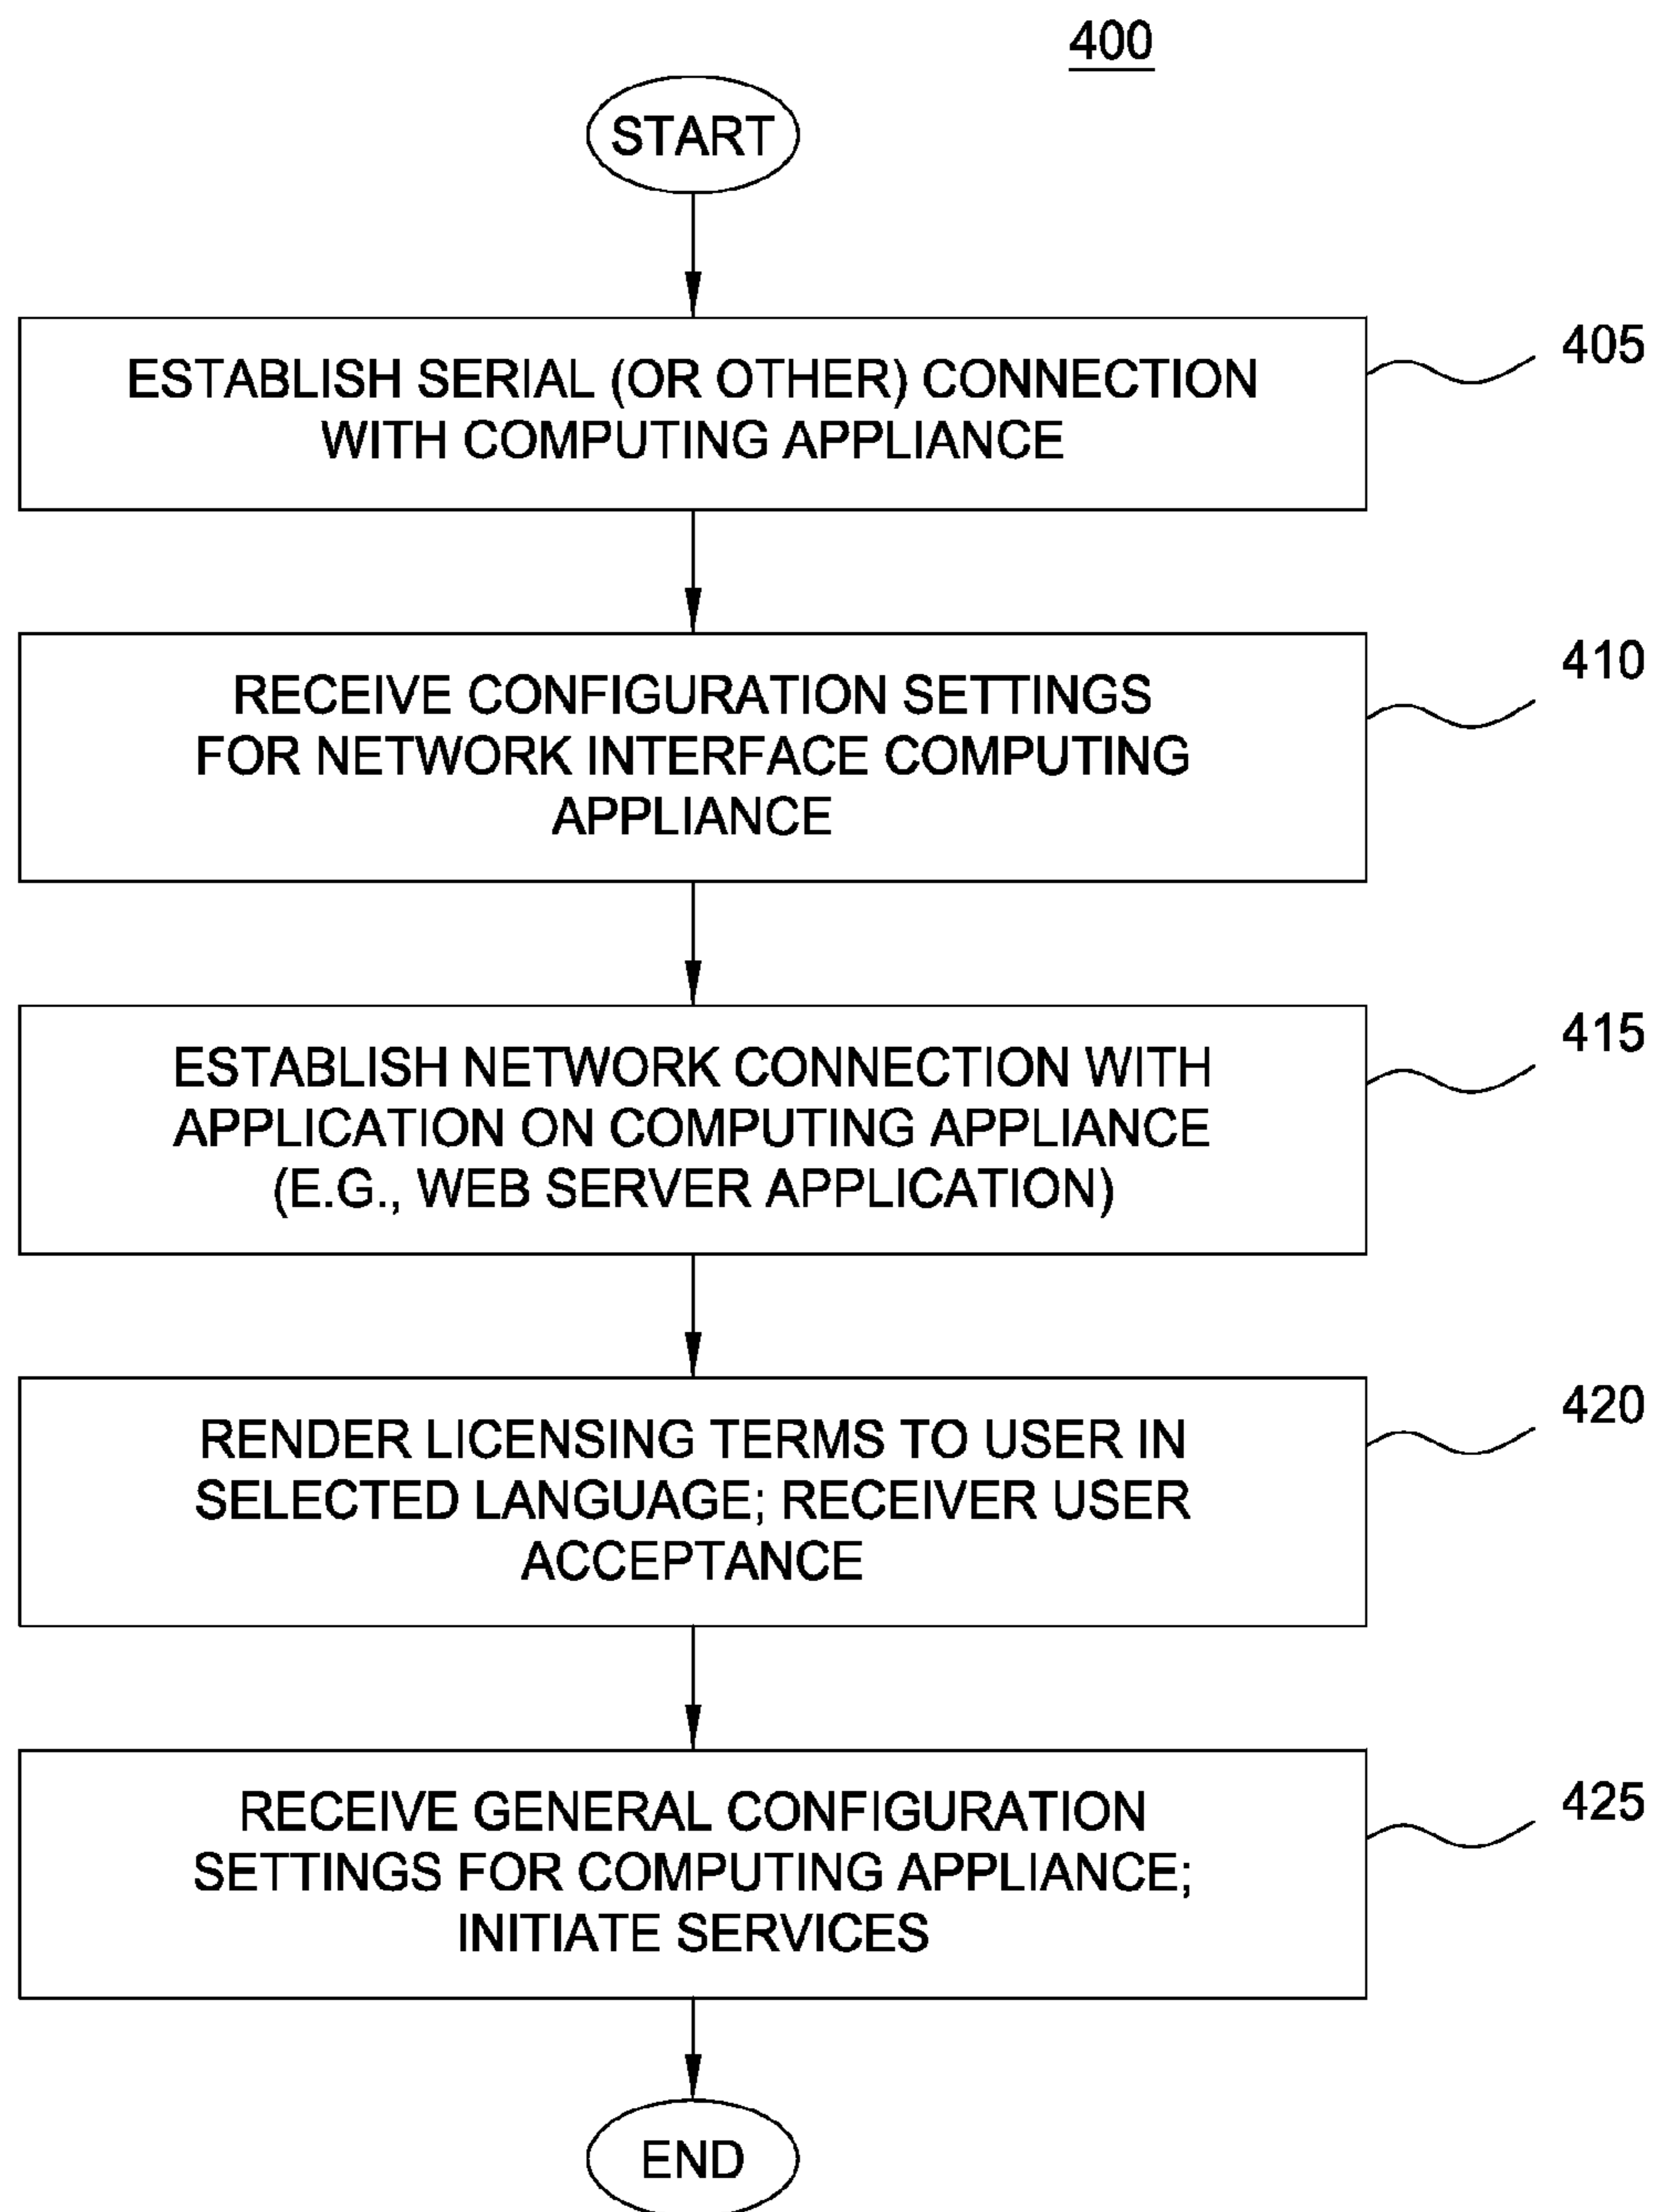 400
START
ESTABLISH SERIAL (OR OTHER) CONNECTION
WITH COMPUTING APPLIANCE
405
RECEIVE CONFIGURATION SETTINGS
FOR NETWORK INTERFACE COMPUTING
APPLIANCE
410
ESTABLISH NETWORK CONNECTION WITH
APPLICATION ON COMPUTING APPLIANCE
(E.G., WEB SERVER APPLICATION)
415
RENDER LICENSING TERMS TO USER IN
SELECTED LANGUAGE; RECEIVER USER
ACCEPTANCE
420
RECEIVE GENERAL CONFIGURATION
SETTINGS FOR COMPUTING APPLIANCE;
INITIATE SERVICES
425
END